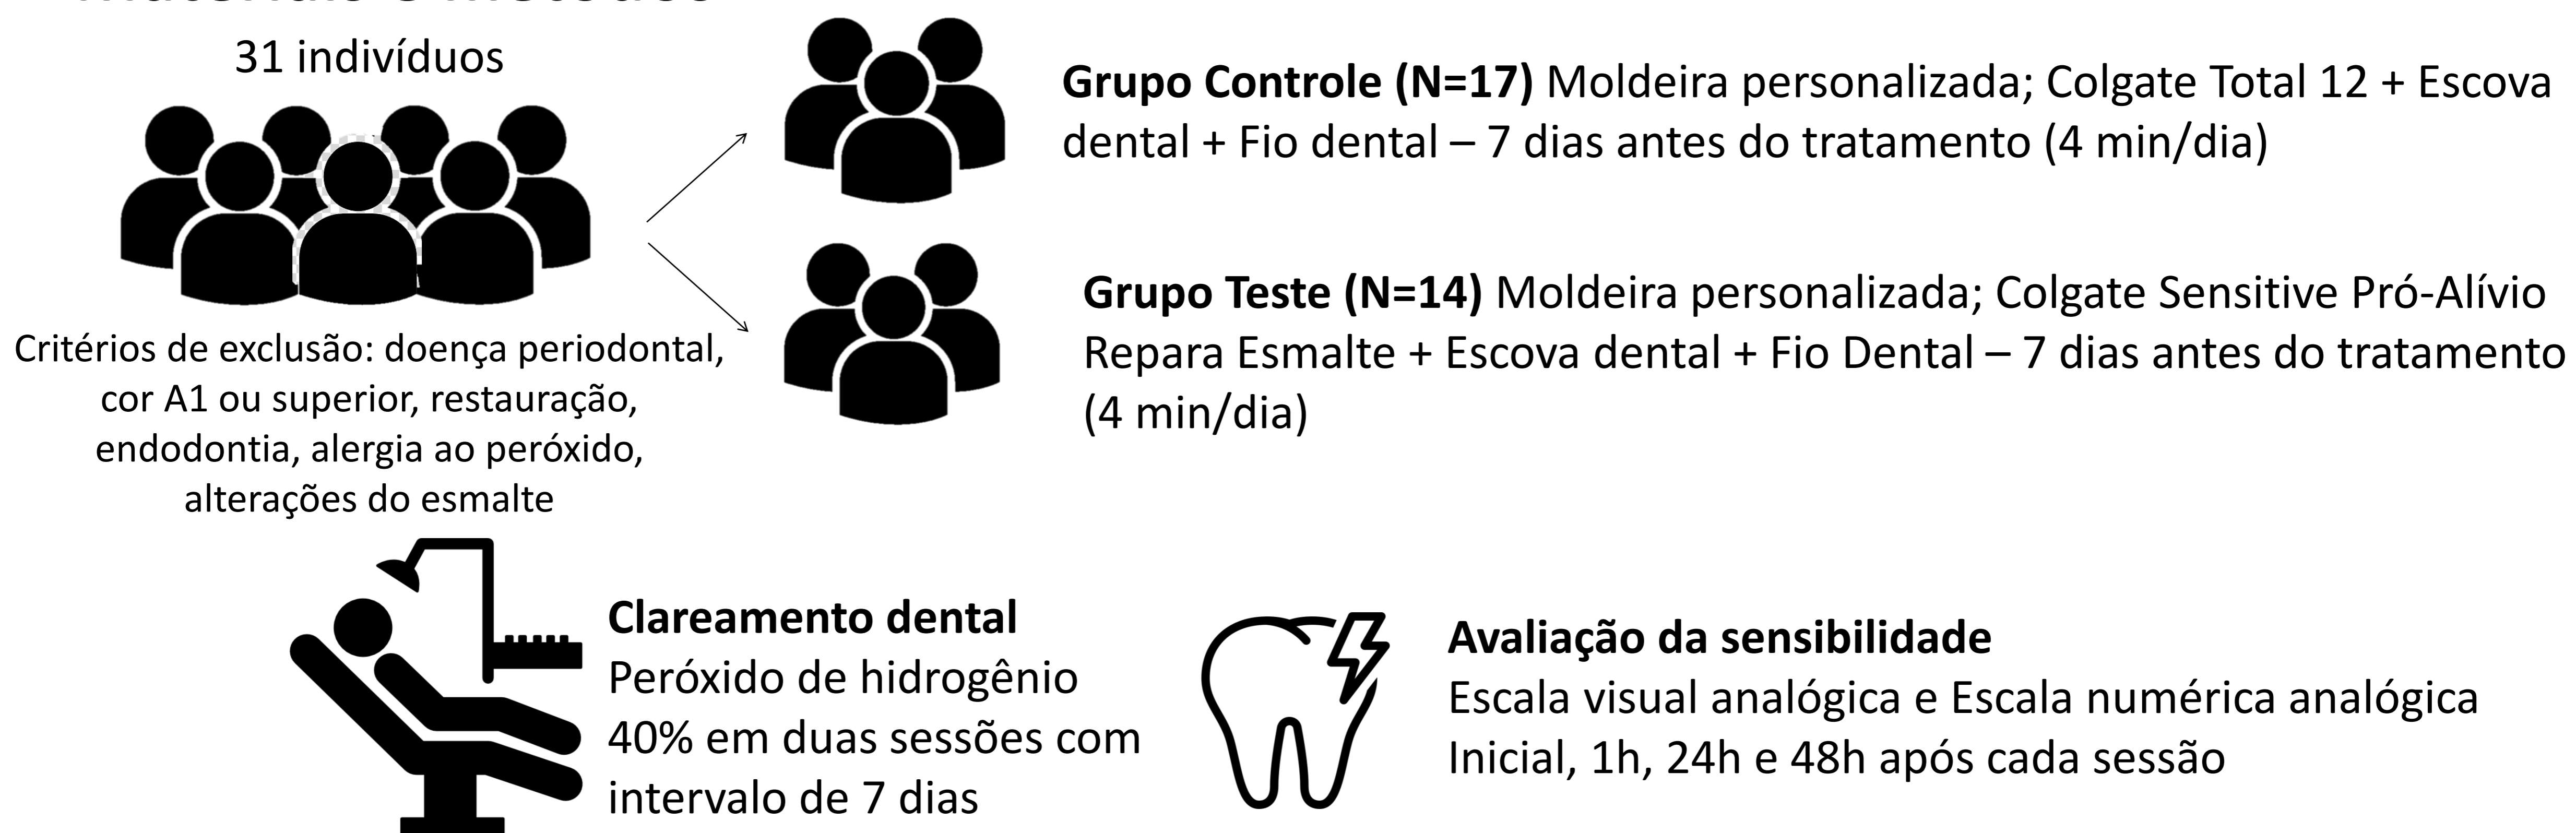 31 indivíduos
Grupo Controle (N=17) Moldeira personalizada; Colgate Total 12 + Escova
dental + Fio dental – 7 dias antes do tratamento (4 min/dia)
Grupo Teste (N=14) Moldeira personalizada; Colgate Sensitive Pró-Alívio
Repara Esmalte + Escova dental + Fio Dental – 7 dias antes do tratamento
(4 min/dia)
Critérios de exclusão: doença periodontal,
cor A1 ou superior, restauração,
endodontia, alergia ao peróxido,
alterações do esmalte
Clareamento dental
Peróxido de hidrogênio
40% em duas sessões com
intervalo de 7 dias
Avaliação da sensibilidade
Escala visual analógica e Escala numérica analógica
Inicial, 1h, 24h e 48h após cada sessão